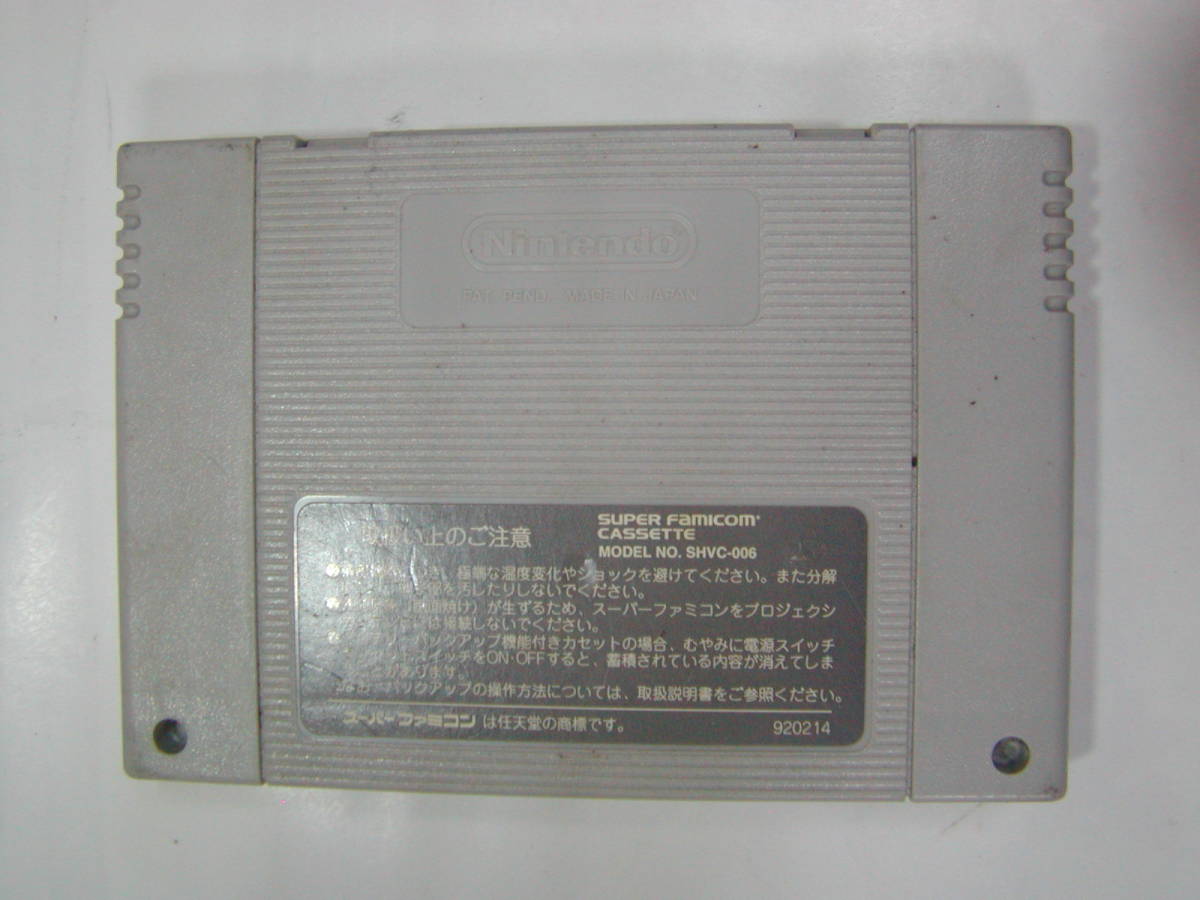 Nintendo
PAT. PEND. MADE IN JAPAN
い上のご注意
SUPER FAMICOM
CASSETTE
MODEL NO. SHVC-006
極端な温度変化やショックを避けてください。また分解
を汚したりしないでください。
が生ずるため、スーパーファミコンをプロジェクシ
は接続しないでください。
バックアップ機能付きカセットの場合、むやみに電源スイッチ
スイッチをON・OFFすると、蓄積されている内容が消えてしま
があります。
バックアップの操作方法については、取扱説明書をご参照ください。
スーパーファミコン は任天堂の商標です。
920214